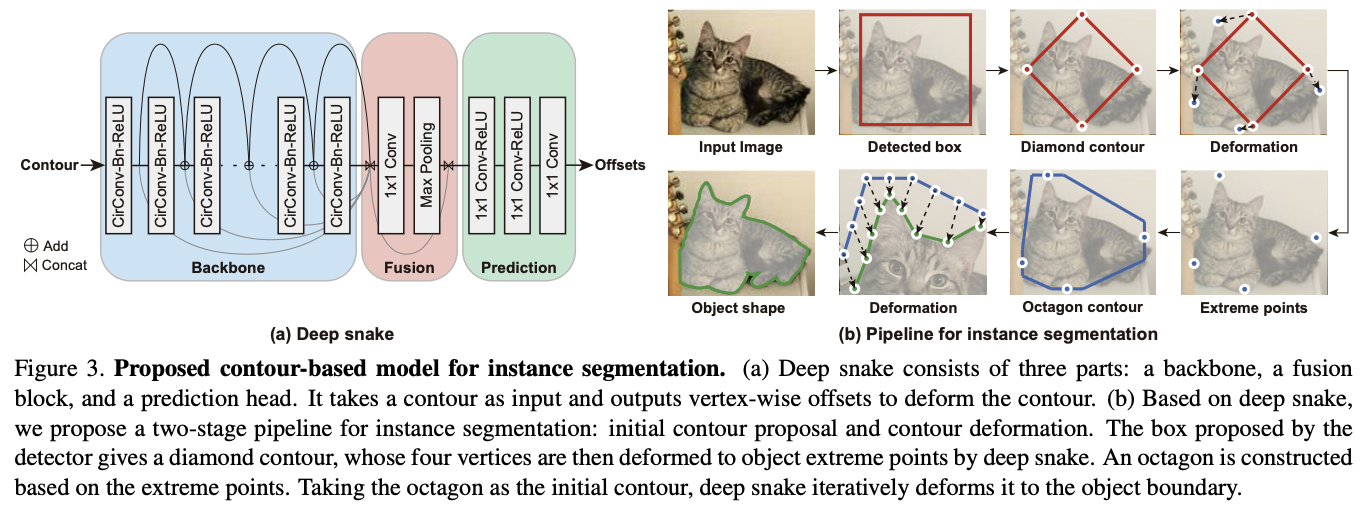 Contour
CirConv-Bn-ReLU
CirConv-Bn-ReLU
CirConv-Bn-ReLU
CirConv-Bn-ReLU
CirConv-Bn-ReLU
1x1 Conv
Max Pooling
1x1 Conv-ReLU
1x1 Conv-ReLU
1x1 Conv
Offsets
Add
Concat
Backbone
Fusion
Prediction
(a) Deep snake
Input Image
Detected box
Diamond contour
Deformation
Object shape
Deformation
Octagon contour
Extreme points
(b) Pipeline for instance segmentation
Figure 3. Proposed contour-based model for instance segmentation. (a) Deep snake consists of three parts: a backbone, a fusion
block, and a prediction head. It takes a contour as input and outputs vertex-wise offsets to deform the contour. (b) Based on deep snake,
we propose a two-stage pipeline for instance segmentation: initial contour proposal and contour deformation. The box proposed by the
detector gives a diamond contour, whose four vertices are then deformed to object extreme points by deep snake. An octagon is constructed
based on the extreme points. Taking the octagon as the initial contour, deep snake iteratively deforms it to the object boundary.